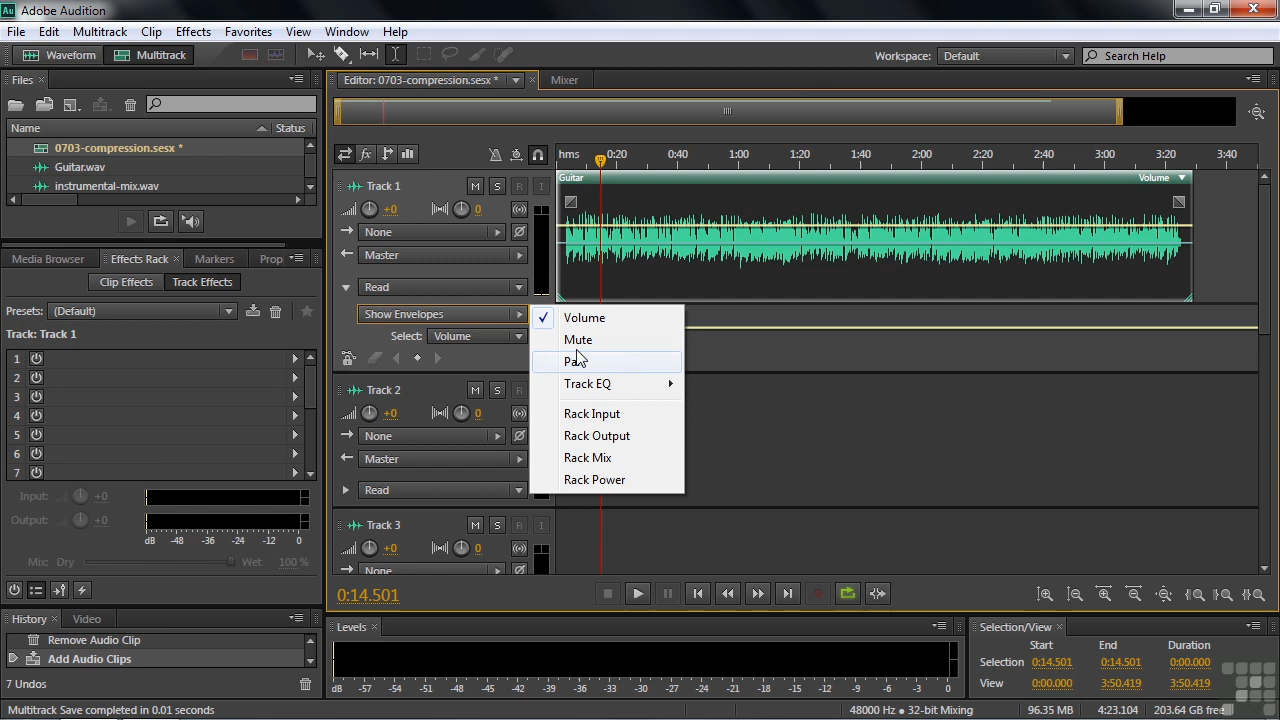 Au Adobe Audition
File Edit Multitrack Clip Effects Favorites View Window Help
Waveform Multitrack Workspace: Default Search Help
Files × Editor: 0703-compression.sesx * × Mixer
Name Status
0703-compression.sesx *
Guitar.wav
instrumental-mix.wav
hms 0:20 0:40 1:00 1:20 1:40 2:00 2:20 2:40 3:00 3:20 3:40
Guitar Volume
Track 1 M S R I
+0 0
None
Master
Read
Show Envelopes
Select: Volume
Volume
Mute
Track EQ
Rack Input
Rack Output
Rack Mix
Rack Power
Track 2 M S R I
+0 0
None
Master
Read
Track 3 M S R I
+0 0
None
Media Browser Effects Rack × Markers Prop
Clip Effects Track Effects
Presets: (Default)
Track: Track 1
1
2
3
4
5
6
7
Input: +0
Output: +0
dB -48 -36 -24 -12 0
Mix: Dry Wet 100 %
0:14.501
History × Video
Remove Audio Clip
Add Audio Clips
7 Undos
Levels ×
dB -57 -54 -51 -48 -45 -42 -39 -36 -33 -30 -27 -24 -21 -18 -15 -12 -9 -6 -3 0
Selection/View ×
Start End Duration
Selection 0:14.501 0:14.501 0:00.000
View 0:00.000 3:50.419 3:50.419
Multitrack Save completed in 0.01 seconds 48000 Hz ● 32-bit Mixing 96.35 MB 4:23.104 203.64 GB free